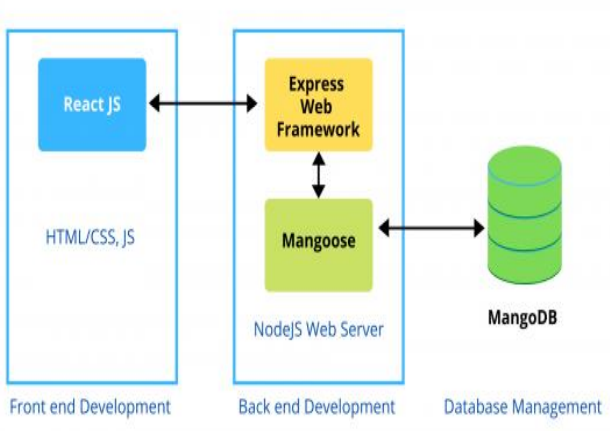 React JS
HTML/CSS, JS
Front end Development
Express
Web
Framework
Mangoose
NodeJS Web Server
Back end Development
MangoDB
Database Management